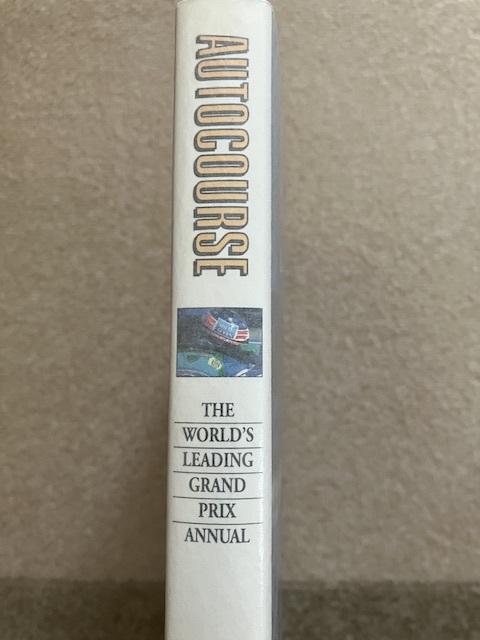 AUTOCOURSE
THE
WORLD'S
LEADING
GRAND
PRIX
ANNUAL